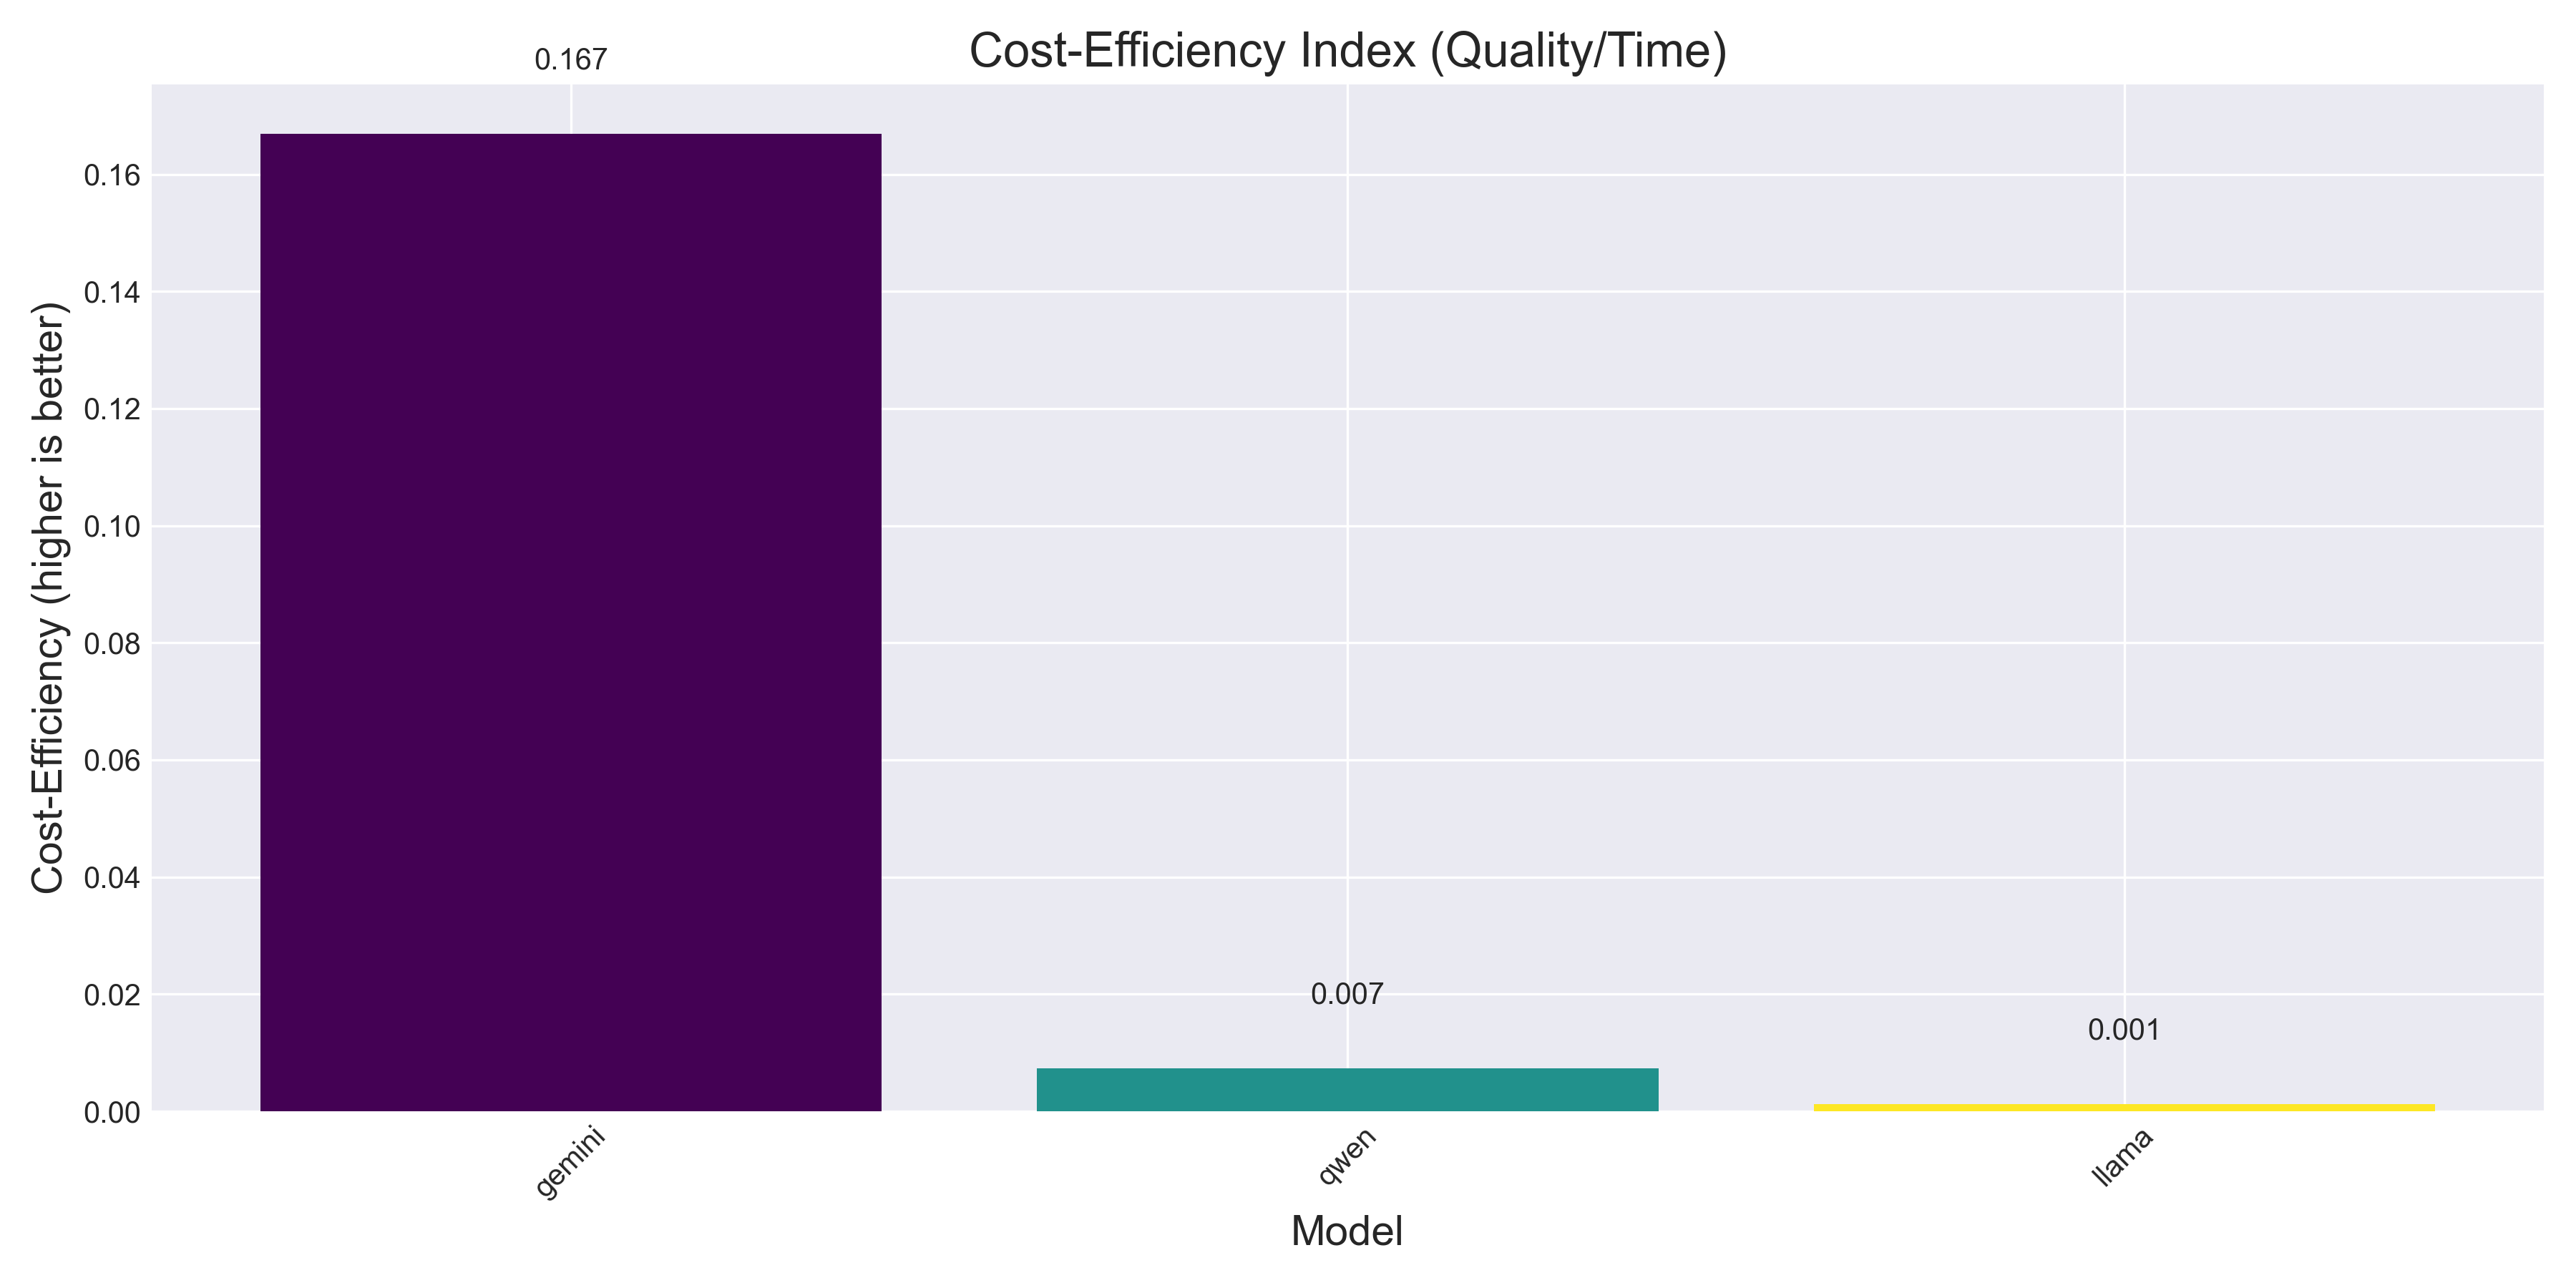 Cost-Efficiency Index (Quality/Time)
0.167
Cost-Efficiency (higher is better)
0.16
0.14
0.12
0.10
0.08
0.06
0.04
0.02
0.00
0.007
0.001
gemini
qwen
llama
Model